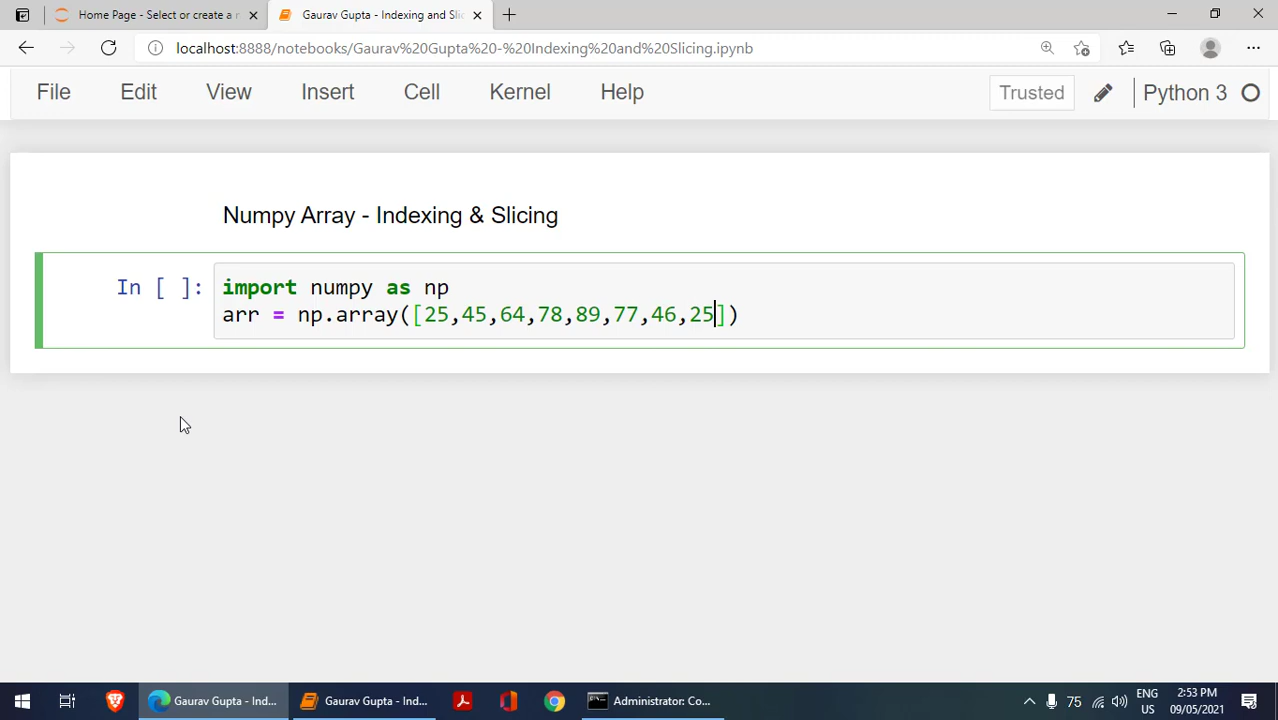 Home Page - Select or create a n
Gaurav Gupta - Indexing and Slic
localhost:8888/notebooks/Gaurav%20Gupta%20-%20Indexing%20and%20Slicing.ipynb
File Edit View Insert Cell Kernel Help Trusted Python 3
Numpy Array - Indexing & Slicing
In [ ]: import numpy as np
arr = np.array([25,45,64,78,89,77,46,25])
Gaurav Gupta - Ind...
Gaurav Gupta - Ind...
Administrator: Co...
75
ENG
US
2:53 PM
09/05/2021